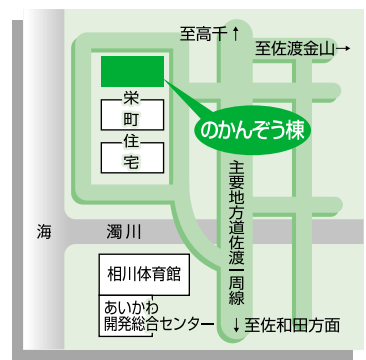 至高千↑
至佐渡金山→
栄町住宅
のかんぞう棟
主要地方道佐渡一周線
海
濁川
相川体育館
あいかわ
開発総合センター
↓至佐和田方面